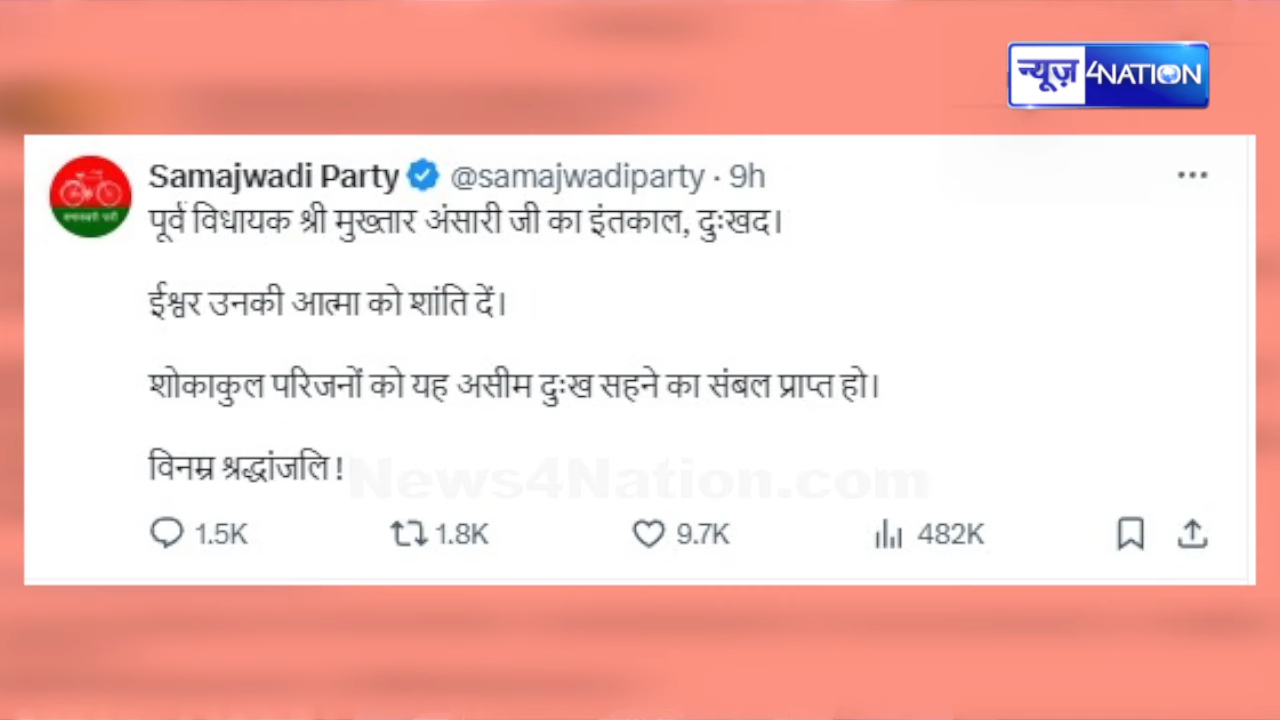 न्यूज़ 4NATION
Samajwadi Party @samajwadiparty · 9h
पूर्व विधायक श्री मुख्तार अंसारी जी का इंतकाल, दुःखद।
ईश्वर उनकी आत्मा को शांति दें।
शोकाकुल परिजनों को यह असीम दुःख सहने का संबल प्राप्त हो।
विनम्र श्रद्धांजलि !
News4Nation.com
1.5K 1.8K 9.7K 482K